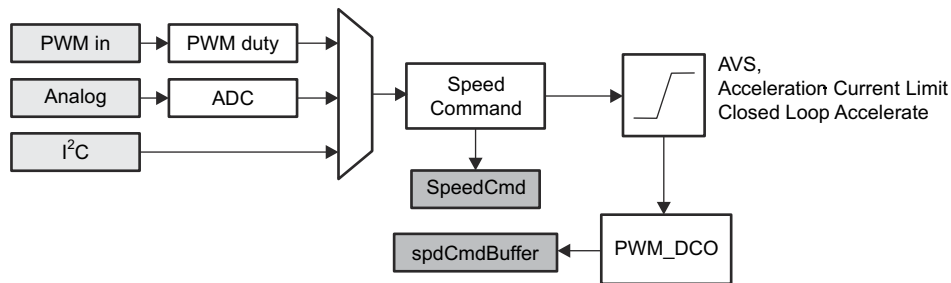 PWM in
PWM duty
Analog
ADC
I²C
Speed
Command
SpeedCmd
AVS,
Acceleration Current Limit
Closed Loop Accelerate
PWM_DCO
spdCmdBuffer